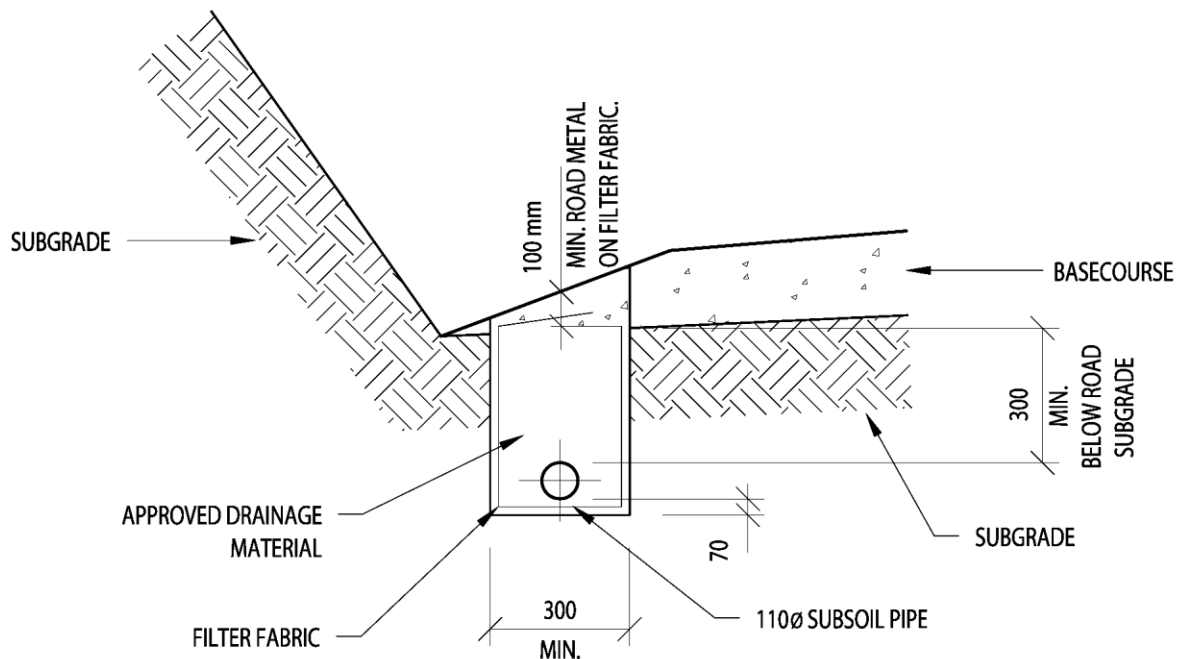 100 mm
MIN. ROAD METAL
ON FILTER FABRIC.
SUBGRADE
BASECOURSE
300
MIN.
BELOW ROAD
SUBGRADE
APPROVED DRAINAGE
MATERIAL
70
SUBGRADE
FILTER FABRIC
300
MIN.
110Ø SUBSOIL PIPE